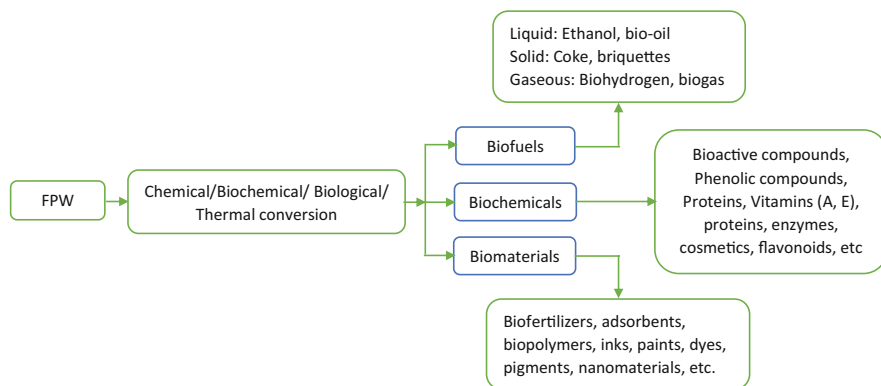 FPW
Chemical/Biochemical/ Biological/
Thermal conversion
Biofuels
Biochemicals
Biomaterials
Liquid: Ethanol, bio-oil
Solid: Coke, briquettes
Gaseous: Biohydrogen, biogas
Bioactive compounds,
Phenolic compounds,
Proteins, Vitamins (A, E),
proteins, enzymes,
cosmetics, flavonoids, etc
Biofertilizers, adsorbents,
biopolymers, inks, paints, dyes,
pigments, nanomaterials, etc.